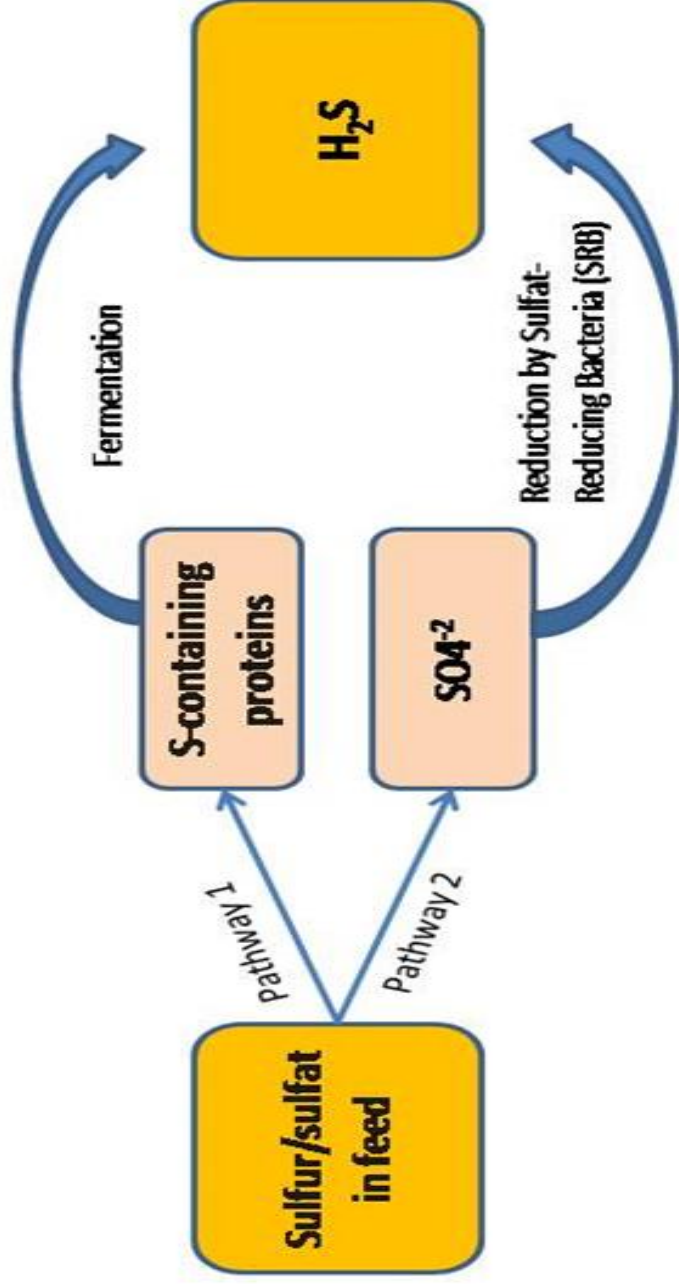 Sulfur/sulfat
in feed
Pathway 1
Pathway 2
S-containing
proteins
SO4⁻²
Fermentation
Reduction by Sulfat-
Reducing Bacteria (SRB)
H₂S